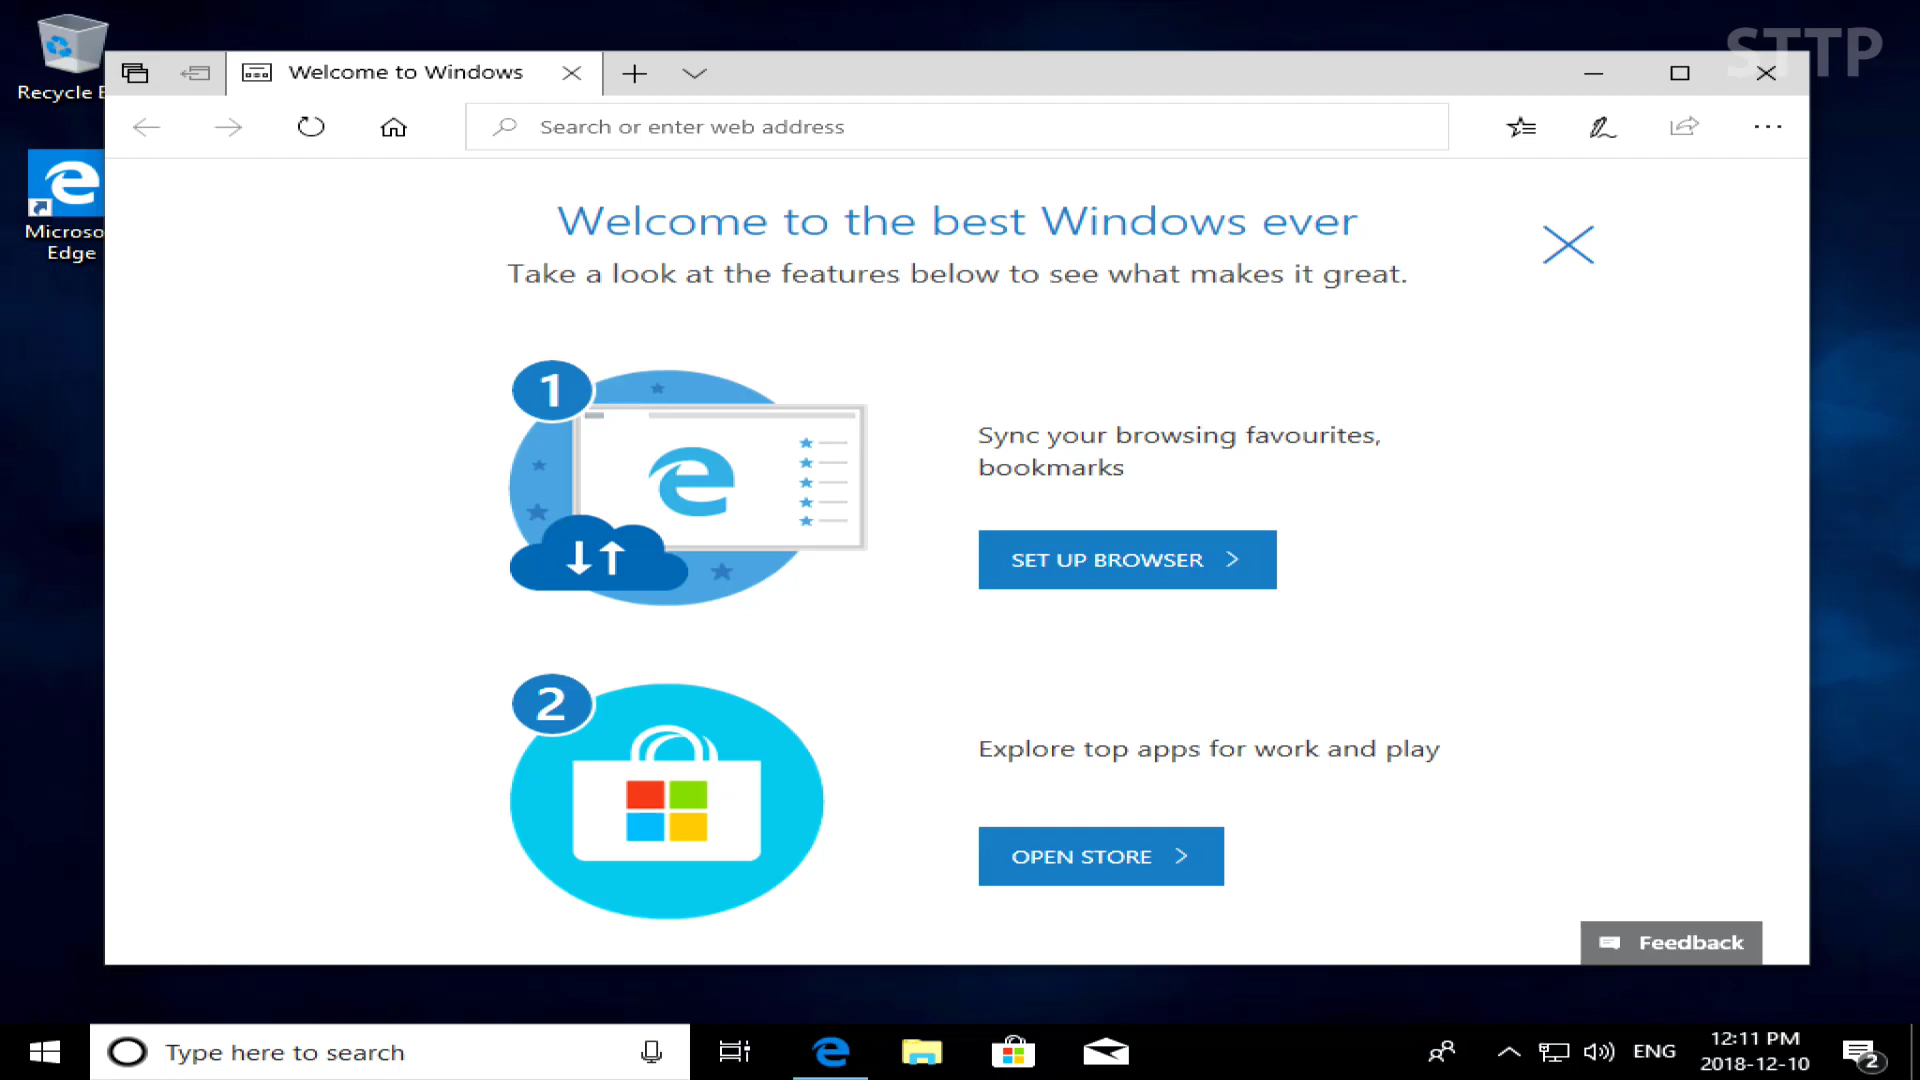 STTP
Recycle B
Welcome to Windows
Search or enter web address
Microso
Edge
Welcome to the best Windows ever
Take a look at the features below to see what makes it great.
1
Sync your browsing favourites,
bookmarks
SET UP BROWSER
2
Explore top apps for work and play
OPEN STORE
Feedback
Type here to search
ENG
12:11 PM
2018-12-10
2